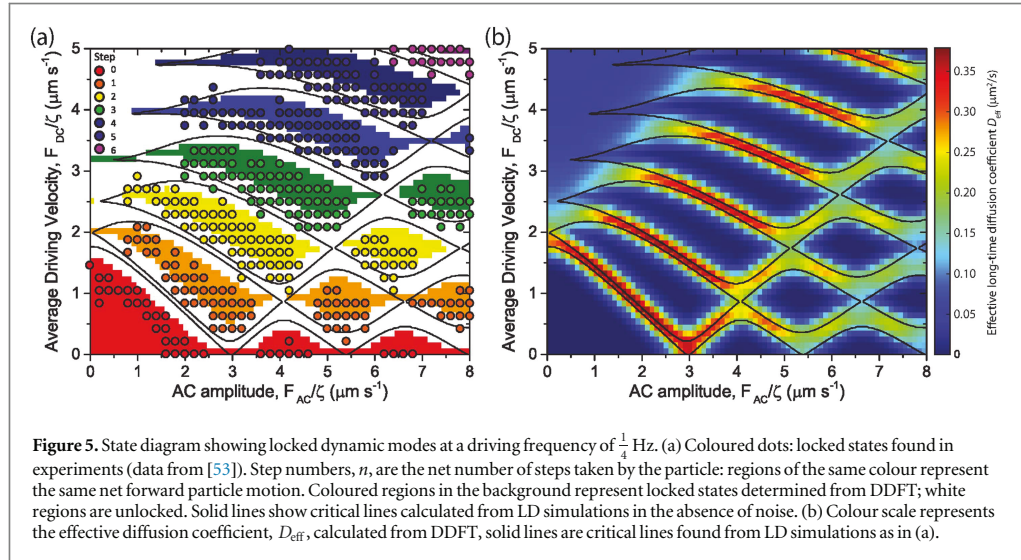 (a)
(b)
Step
0
1
2
3
4
5
6
5
4
3
2
1
0
0 1 2 3 4 5 6 7 8
Average Driving Velocity, F_DC/ζ (μm s⁻¹)
AC amplitude, F_AC/ζ (μm s⁻¹)
5
4
3
2
1
0
0 1 2 3 4 5 6 7 8
Average Driving Velocity, F_DC/ζ (μm s⁻¹)
AC amplitude, F_AC/ζ (μm s⁻¹)
0.35
0.30
0.25
0.20
0.15
0.10
0.05
0
Effective long-time diffusion coefficient D_eff (μm²/s)
Figure 5. State diagram showing locked dynamic modes at a driving frequency of 1/4 Hz. (a) Coloured dots: locked states found in
experiments (data from [53]). Step numbers, n, are the net number of steps taken by the particle: regions of the same colour represent
the same net forward particle motion. Coloured regions in the background represent locked states determined from DDFT; white
regions are unlocked. Solid lines show critical lines calculated from LD simulations in the absence of noise. (b) Colour scale represents
the effective diffusion coefficient, D_eff, calculated from DDFT, solid lines are critical lines found from LD simulations as in (a).